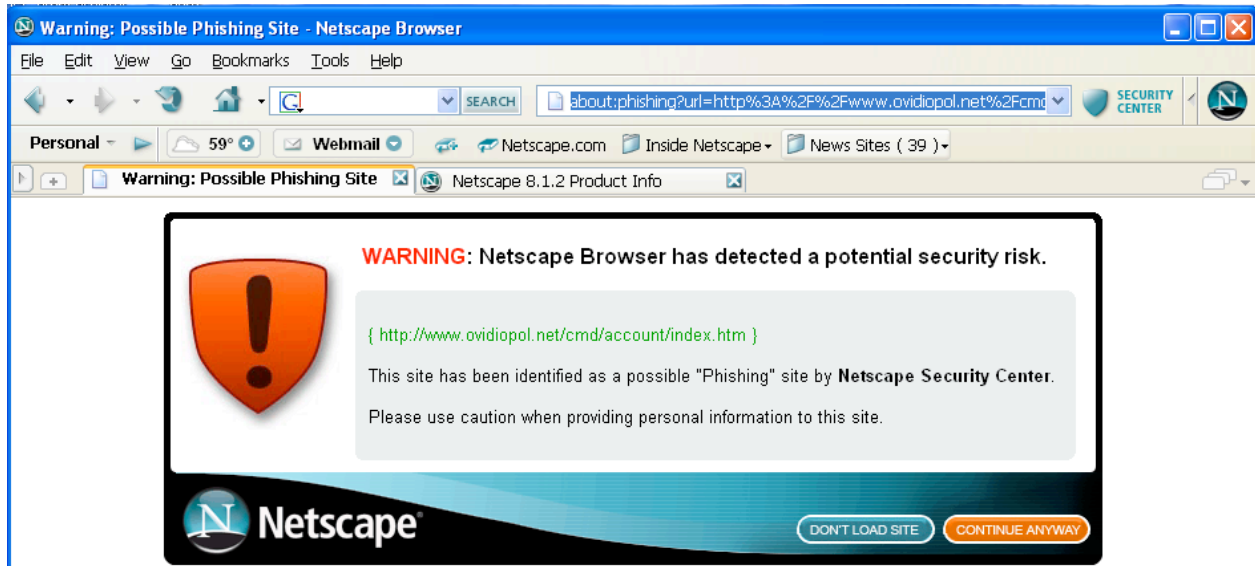 Warning: Possible Phishing Site - Netscape Browser
File Edit View Go Bookmarks Tools Help
G SEARCH about:phishing?url=http%3A%2F%2Fwww.ovidiopol.net%2Fcmd SECURITY CENTER N
Personal 59° Webmail Netscape.com Inside Netscape News Sites ( 39 )
Warning: Possible Phishing Site Netscape 8.1.2 Product Info
WARNING: Netscape Browser has detected a potential security risk.
{ http://www.ovidiopol.net/cmd/account/index.htm }
This site has been identified as a possible "Phishing" site by Netscape Security Center.
Please use caution when providing personal information to this site.
N Netscape® DON'T LOAD SITE CONTINUE ANYWAY